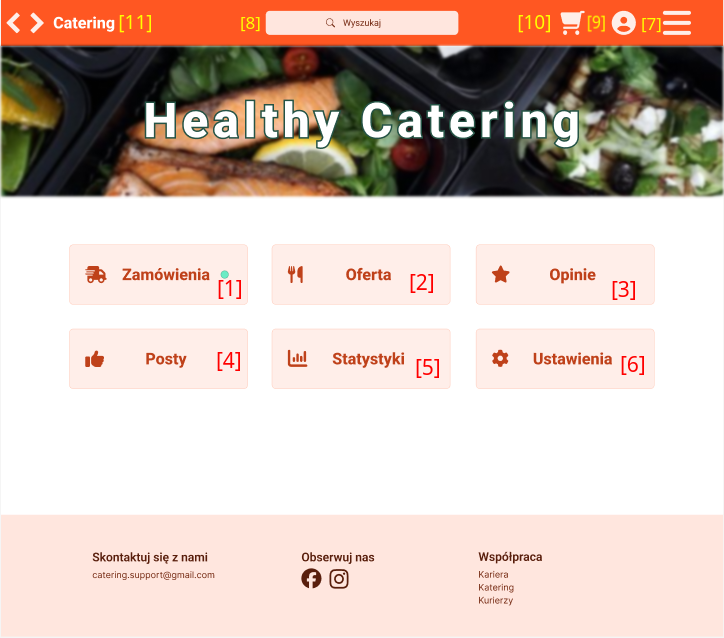 Catering [11] [8] Wyszukaj [10] [9] [7]
Healthy Catering
Zamówienia [1] Oferta [2] Opinie [3]
Posty [4] Statystyki [5] Ustawienia [6]
Skontaktuj się z nami
catering.support@gmail.com
Obserwuj nas
Współpraca
Kariera
Katering
Kurierzy